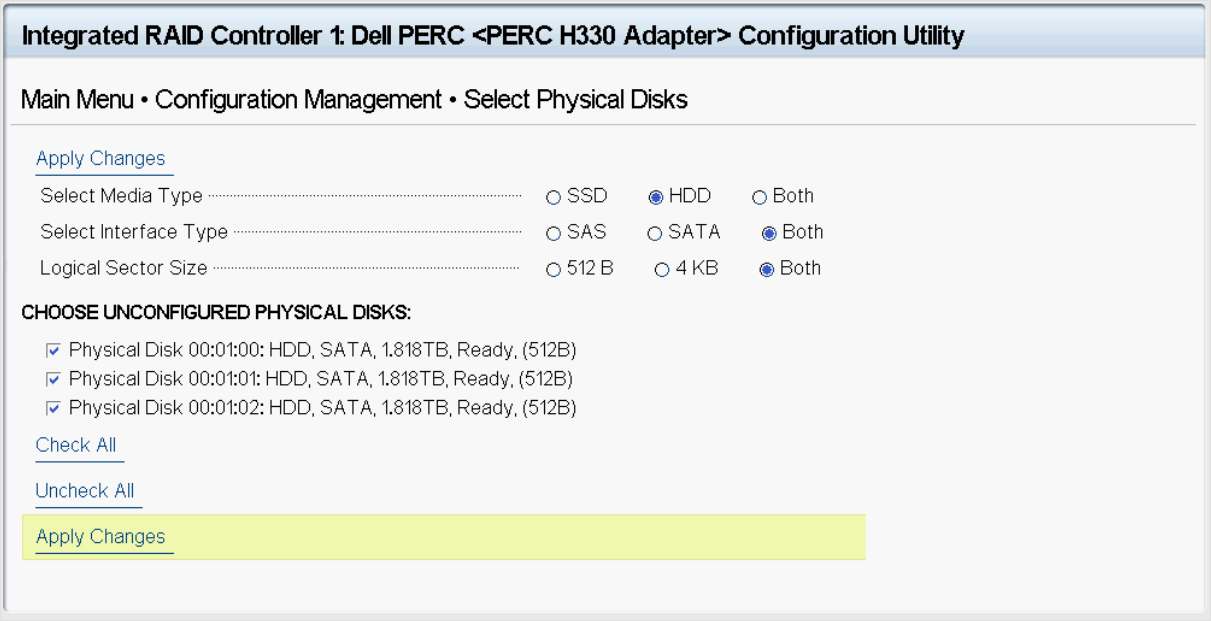 Integrated RAID Controller 1: Dell PERC <PERC H330 Adapter> Configuration Utility
Main Menu • Configuration Management • Select Physical Disks
Apply Changes
Select Media Type SSD HDD Both
Select Interface Type SAS SATA Both
Logical Sector Size 512 B 4 KB Both
CHOOSE UNCONFIGURED PHYSICAL DISKS:
Physical Disk 00:01:00: HDD, SATA, 1.818TB, Ready, (512B)
Physical Disk 00:01:01: HDD, SATA, 1.818TB, Ready, (512B)
Physical Disk 00:01:02: HDD, SATA, 1.818TB, Ready, (512B)
Check All
Uncheck All
Apply Changes